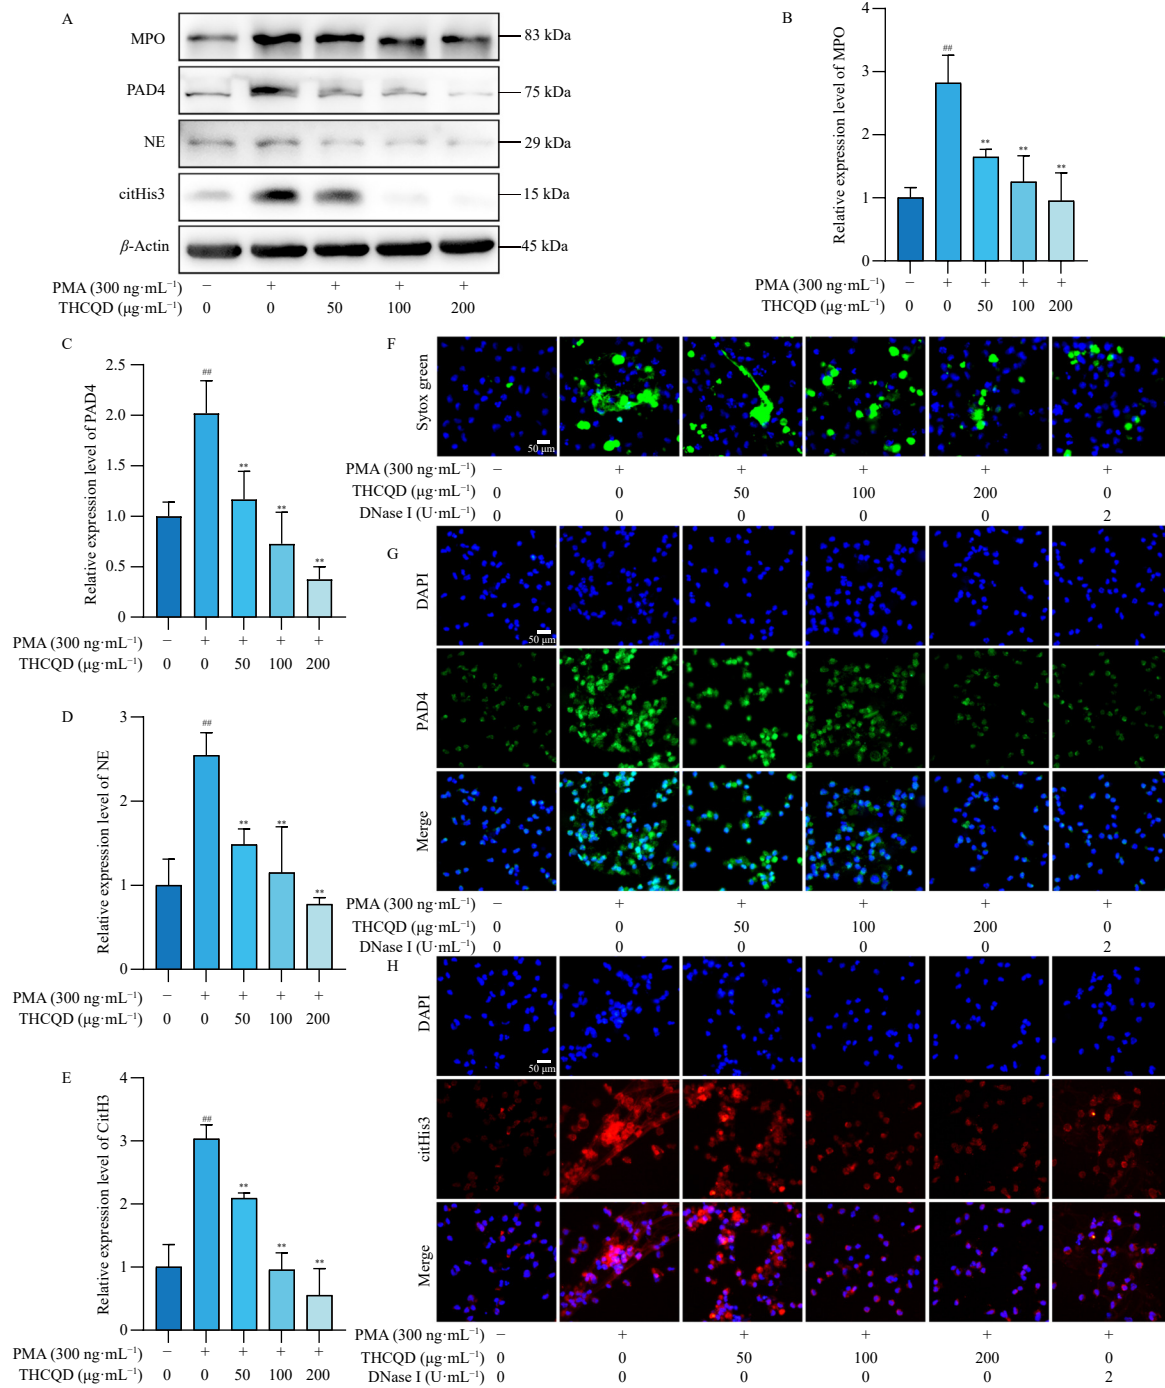 A
MPO
83 kDa
PAD4
75 kDa
NE
29 kDa
citHis3
15 kDa
β-Actin
45 kDa
PMA (300 ng·mL⁻¹) − + + + +
THCQD (μg·mL⁻¹) 0 0 50 100 200
B
Relative expression level of MPO
4
3
2
1
0
##
**
**
**
PMA (300 ng·mL⁻¹) − + + + +
THCQD (μg·mL⁻¹) 0 0 50 100 200
C
Relative expression level of PAD4
2.5
2.0
1.5
1.0
0.5
0
##
**
**
**
PMA (300 ng·mL⁻¹) − + + + +
THCQD (μg·mL⁻¹) 0 0 50 100 200
D
Relative expression level of NE
3
2
1
0
##
**
**
**
PMA (300 ng·mL⁻¹) − + + + +
THCQD (μg·mL⁻¹) 0 0 50 100 200
E
Relative expression level of CitH3
4
3
2
1
0
##
**
**
**
PMA (300 ng·mL⁻¹) − + + + +
THCQD (μg·mL⁻¹) 0 0 50 100 200
F
Sytox green
50 μm
PMA (300 ng·mL⁻¹) − + + + + +
THCQD (μg·mL⁻¹) 0 0 50 100 200 0
DNase I (U·mL⁻¹) 0 0 0 0 0 2
G
DAPI
50 μm
PAD4
Merge
PMA (300 ng·mL⁻¹) − + + + + +
THCQD (μg·mL⁻¹) 0 0 50 100 200 0
DNase I (U·mL⁻¹) 0 0 0 0 0 2
H
DAPI
50 μm
citHis3
Merge
PMA (300 ng·mL⁻¹) − + + + + +
THCQD (μg·mL⁻¹) 0 0 50 100 200 0
DNase I (U·mL⁻¹) 0 0 0 0 0 2